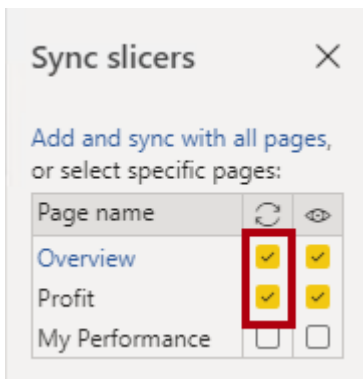 Sync slicers
Add and sync with all pages,
or select specific pages:
Page name
Overview
Profit
My Performance